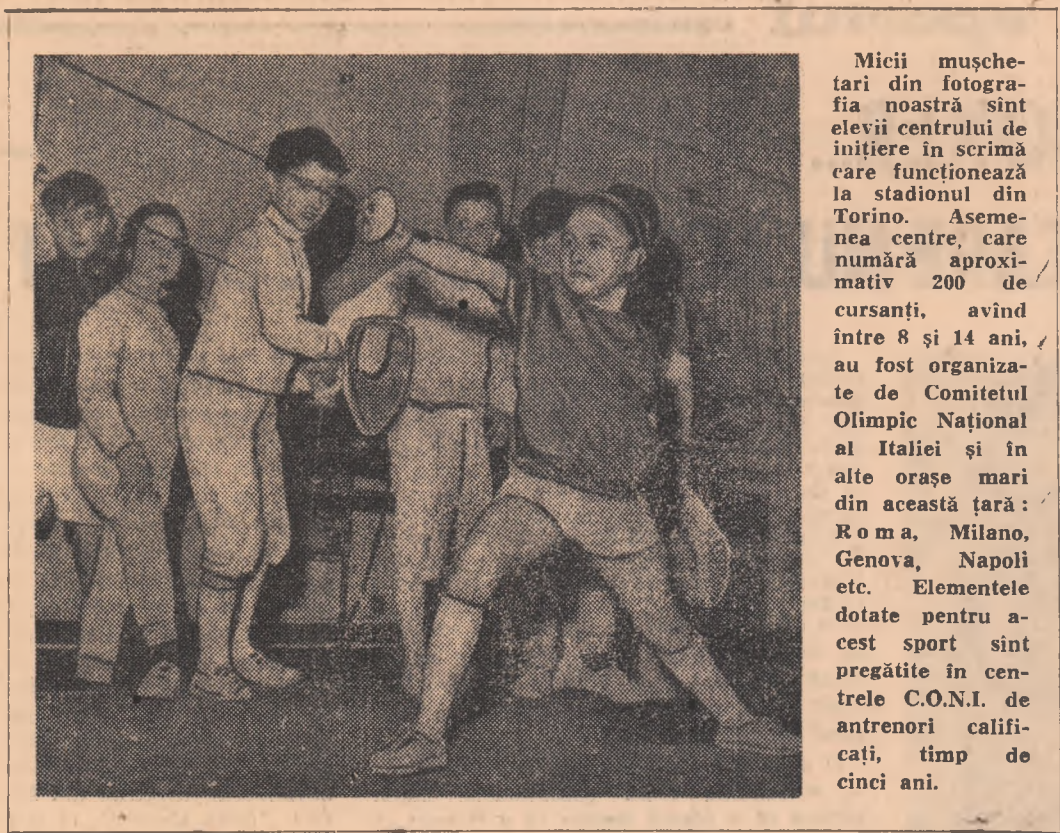 Micii mușche-
tari din fotogra-
fia noastră sînt
elevii centrului de
inițiere în scrimă
care funcționează
la stadionul din
Torino. Aseme-
nea centre, care
numără aproxi-
mativ 200 de
cursanți, avînd
între 8 și 14 ani,
au fost organiza-
te de Comitetul
Olimpic Național
al Italiei și în
alte orașe mari
din această țară :
Roma, Milano,
Genova, Napoli
etc. Elementele
dotate pentru a-
cest sport sînt
pregătite în cen-
trele C.O.N.I. de
antrenori califi-
cați, timp de
cinci ani.